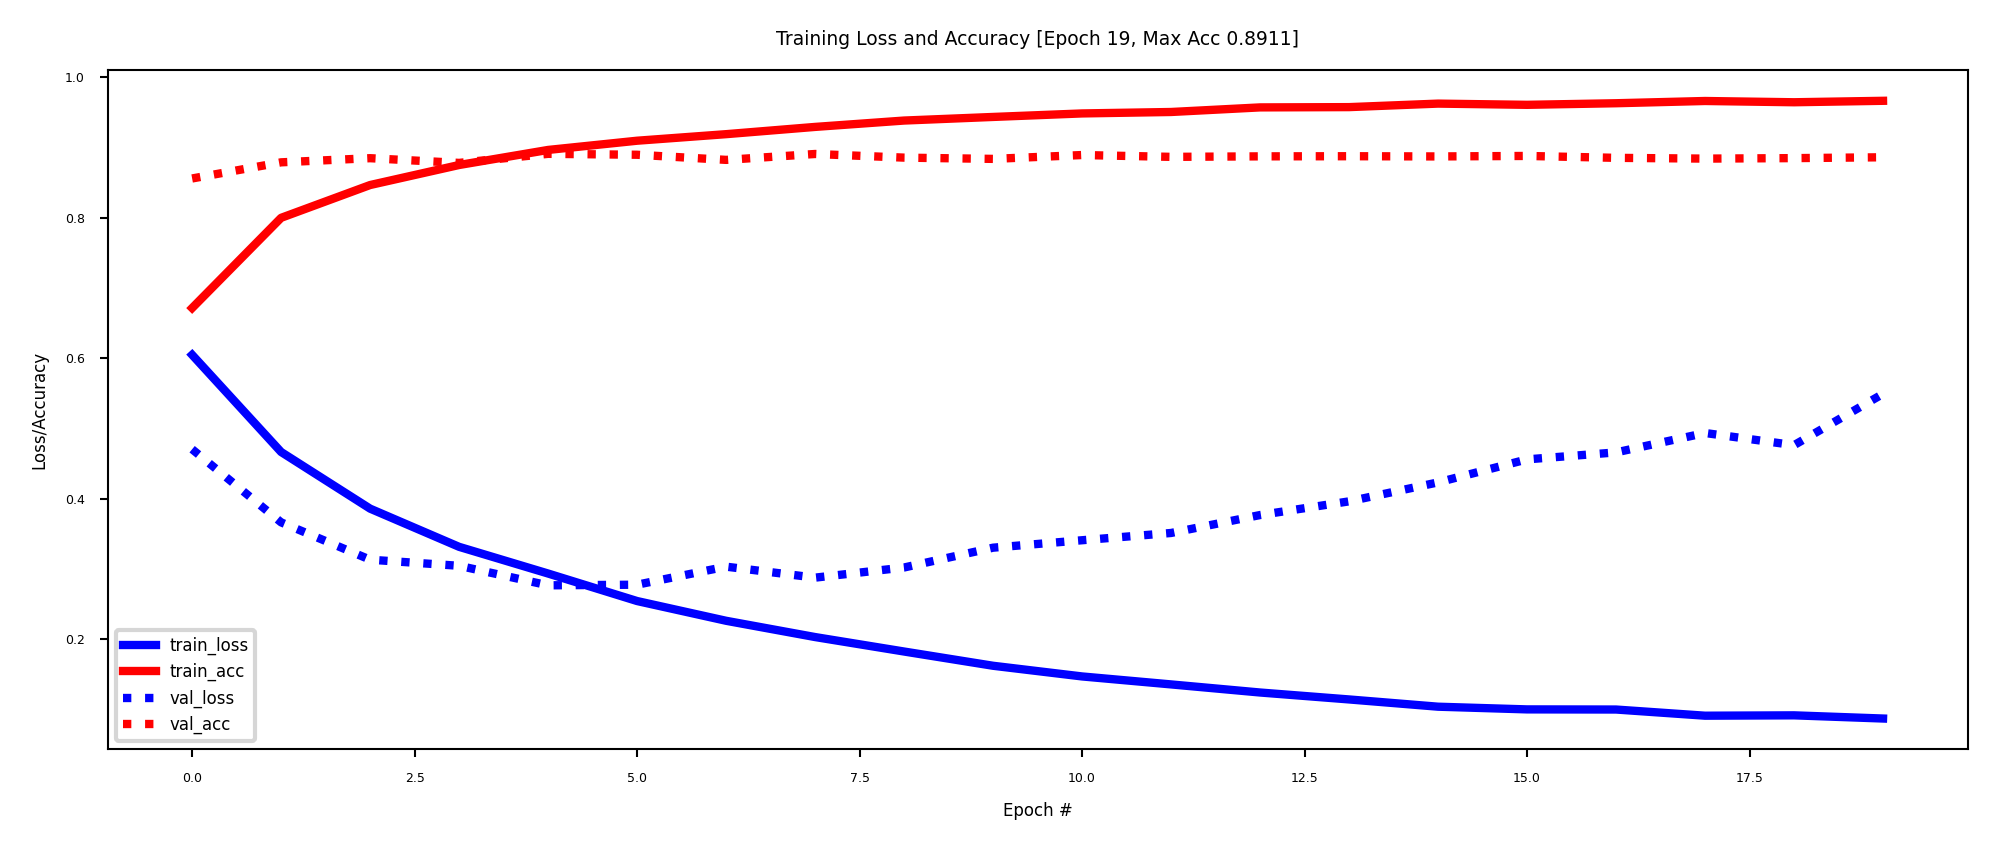 Training Loss and Accuracy [Epoch 19, Max Acc 0.8911]
1.0
0.8
0.6
0.4
0.2
Loss/Accuracy
train_loss
train_acc
val_loss
val_acc
0.0 2.5 5.0 7.5 10.0 12.5 15.0 17.5
Epoch #